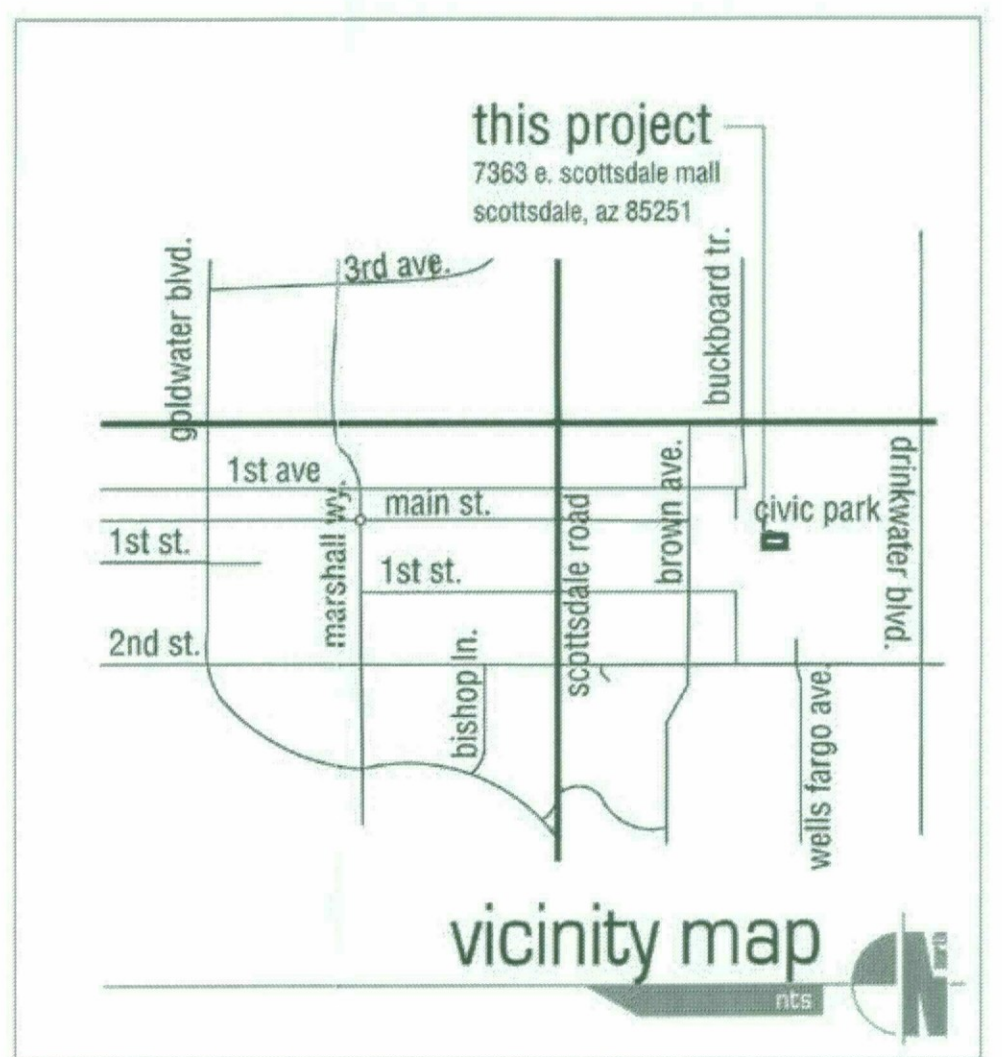 this project
7363 e. scottsdale mall
scottsdale, az 85251
goldwater blvd.
3rd ave.
buckboard tr.
1st ave
main st.
civic park
1st st.
marshall wy.
1st st.
scottsdale road
brown ave.
drinkwater blvd.
2nd st.
bishop ln.
wells fargo ave.
vicinity map
nts
north
N